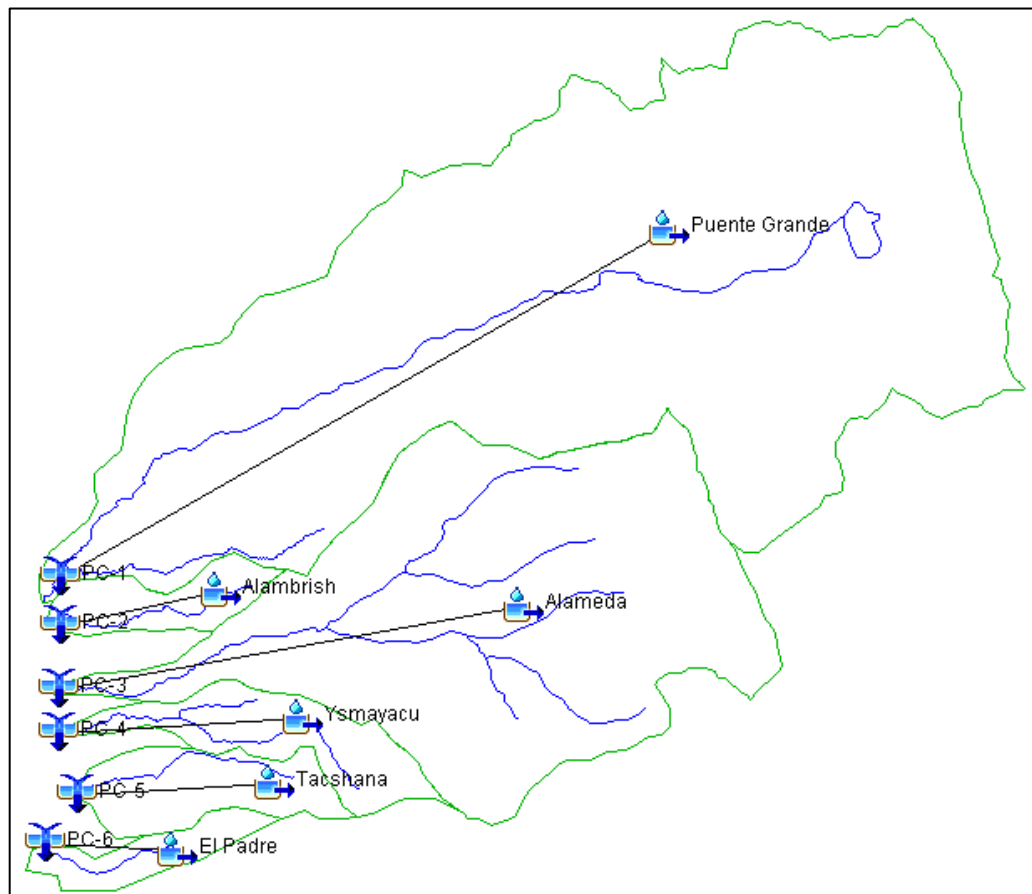 Puente Grande
PC-1
Alambrish
PC-2
Alameda
PC-3
Ysmayacu
PC-4
Tacshana
PC-5
PC-6
El Padre